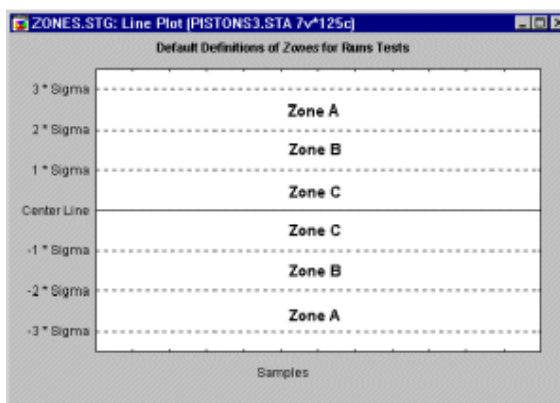 ZONES.STG: Line Plot (PISTONS3.STA 7v*125c)
Default Definitions of Zones for Runs Tests
3 * Sigma
Zone A
2 * Sigma
Zone B
1 * Sigma
Zone C
Center Line
Zone C
-1 * Sigma
Zone B
-2 * Sigma
Zone A
-3 * Sigma
Samples